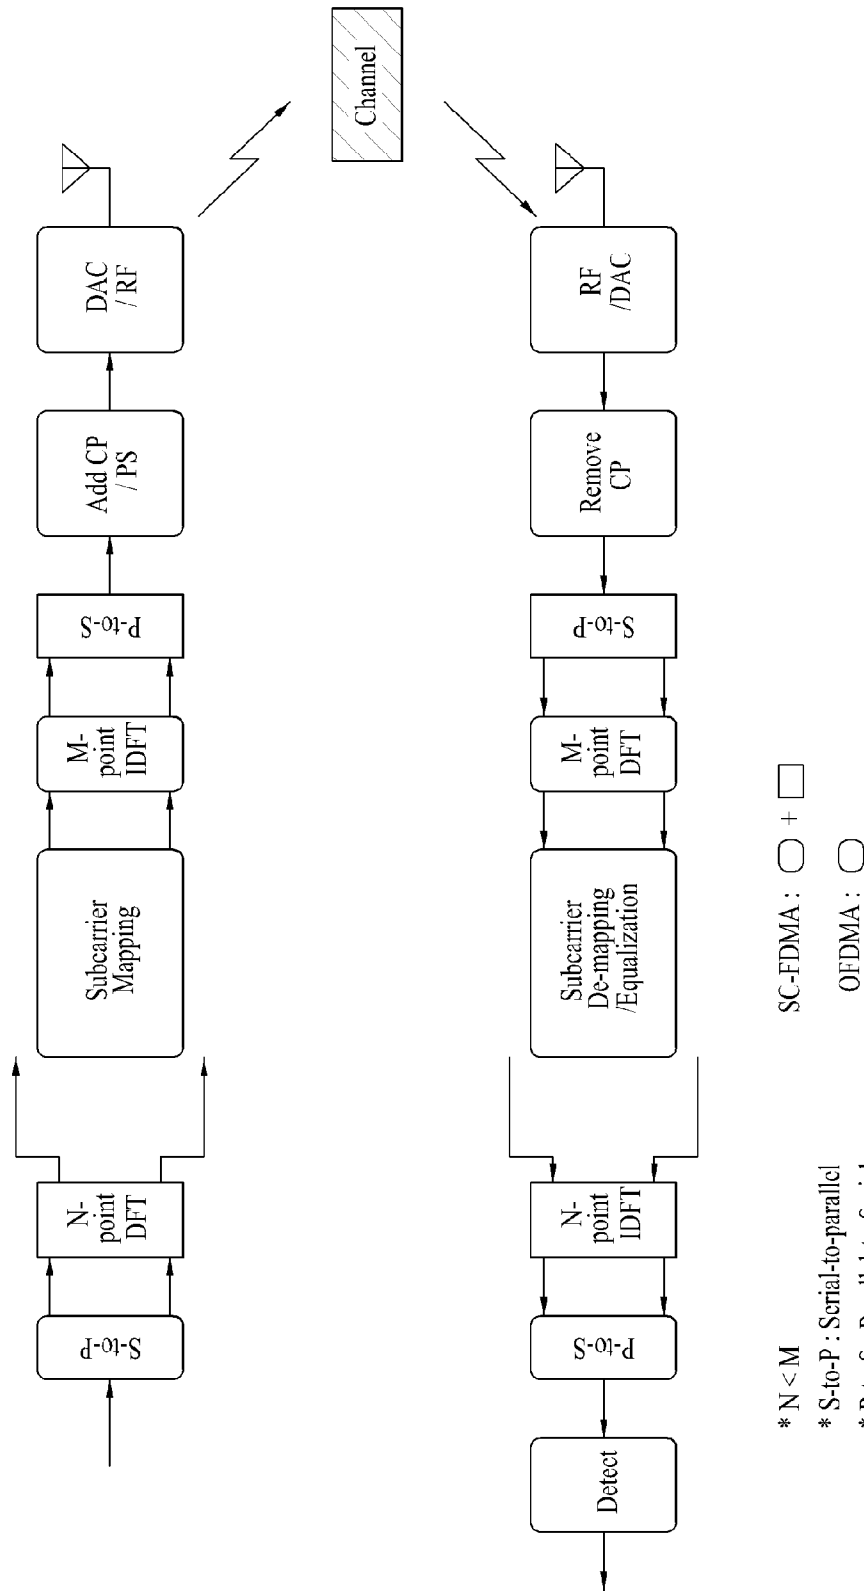 S-to-P
N-
point
DFT
Subcarrier
Mapping
M-
point
IDFT
P-to-S
Add CP
/ PS
DAC
/ RF
Channel
Detect
P-to-S
N-
point
IDFT
Subcarrier
De-mapping
/Equalization
M-
point
DFT
S-to-P
Remove
CP
RF
/DAC
* N < M
* S-to-P : Serial-to-parallel
SC-FDMA : +
OFDMA :